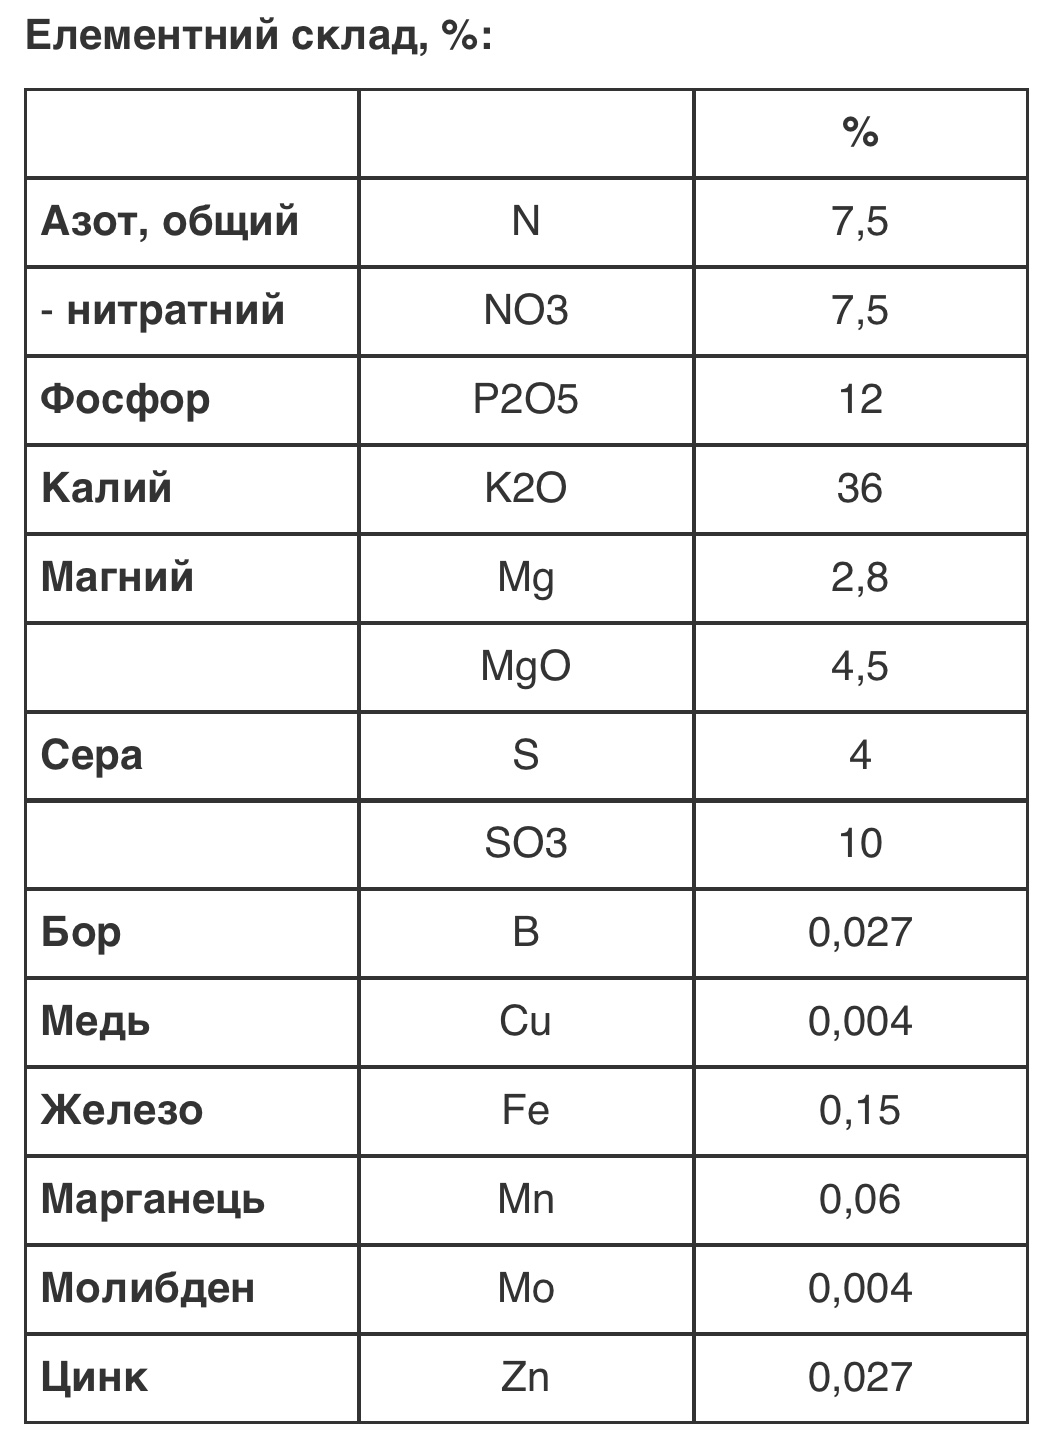 Елементний склад, %:
%
Азот, общий N 7,5
- нитратний NO3 7,5
Фосфор P2O5 12
Калий K2O 36
Магний Mg 2,8
MgO 4,5
Сера S 4
SO3 10
Бор B 0,027
Медь Cu 0,004
Железо Fe 0,15
Марганець Mn 0,06
Молибден Mo 0,004
Цинк Zn 0,027